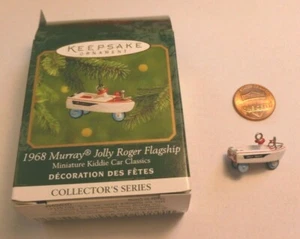 KEEPSAKE
ORNAMENT
1968 Murray® Jolly Roger Flagship
Miniature Kiddie Car Classics
DÉCORATION DES FÊTES
COLLECTOR'S SERIES